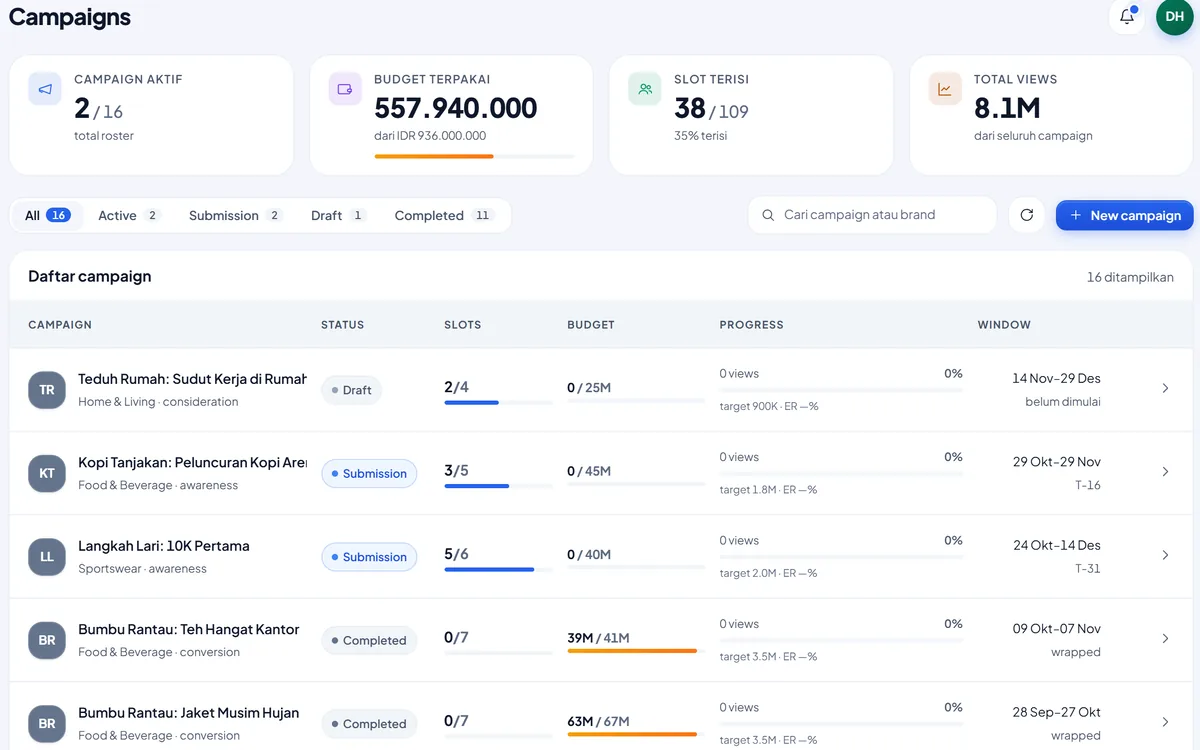 Campaigns
DH
CAMPAIGN AKTIF
2 / 16
total roster
BUDGET TERPAKAI
557.940.000
dari IDR 936.000.000
SLOT TERISI
38 / 109
35% terisi
TOTAL VIEWS
8.1M
dari seluruh campaign
All 16 Active 2 Submission 2 Draft 1 Completed 11
Cari campaign atau brand
+ New campaign
Daftar campaign
16 ditampilkan
CAMPAIGN STATUS SLOTS BUDGET PROGRESS WINDOW
TR
Teduh Rumah: Sudut Kerja di Rumah
Home & Living · consideration
Draft
2/4
0 / 25M
0 views 0%
target 900K · ER —%
14 Nov–29 Des
belum dimulai
KT
Kopi Tanjakan: Peluncuran Kopi Aren
Food & Beverage · awareness
Submission
3/5
0 / 45M
0 views 0%
target 1.8M · ER —%
29 Okt–29 Nov
T-16
LL
Langkah Lari: 10K Pertama
Sportswear · awareness
Submission
5/6
0 / 40M
0 views 0%
target 2.0M · ER —%
24 Okt–14 Des
T-31
BR
Bumbu Rantau: Teh Hangat Kantor
Food & Beverage · conversion
Completed
0/7
39M / 41M
0 views 0%
target 3.5M · ER —%
09 Okt–07 Nov
wrapped
BR
Bumbu Rantau: Jaket Musim Hujan
Food & Beverage · conversion
Completed
0/7
63M / 67M
0 views 0%
target 3.5M · ER —%
28 Sep–27 Okt
wrapped